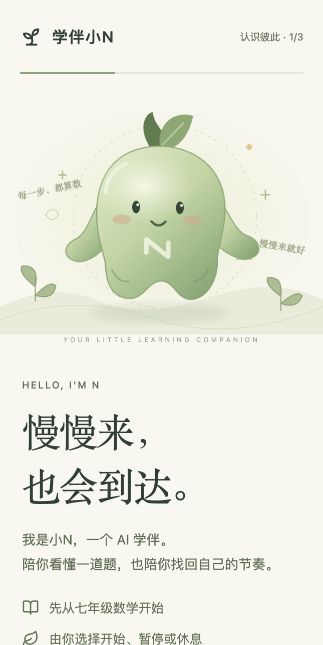 学伴小N
认识彼此 · 1/3
每一步，都算数
慢慢来就好
N
YOUR LITTLE LEARNING COMPANION
HELLO, I'M N
慢慢来，
也会到达。
我是小N，一个 AI 学伴。
陪你看懂一道题，也陪你找回自己的节奏。
先从七年级数学开始
由你选择开始、暂停或休息